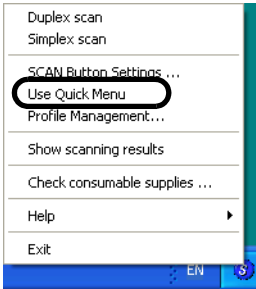 Duplex scan
Simplex scan
SCAN Button Settings ...
Use Quick Menu
Profile Management...
Show scanning results
Check consumable supplies ...
Help
Exit
EN
S